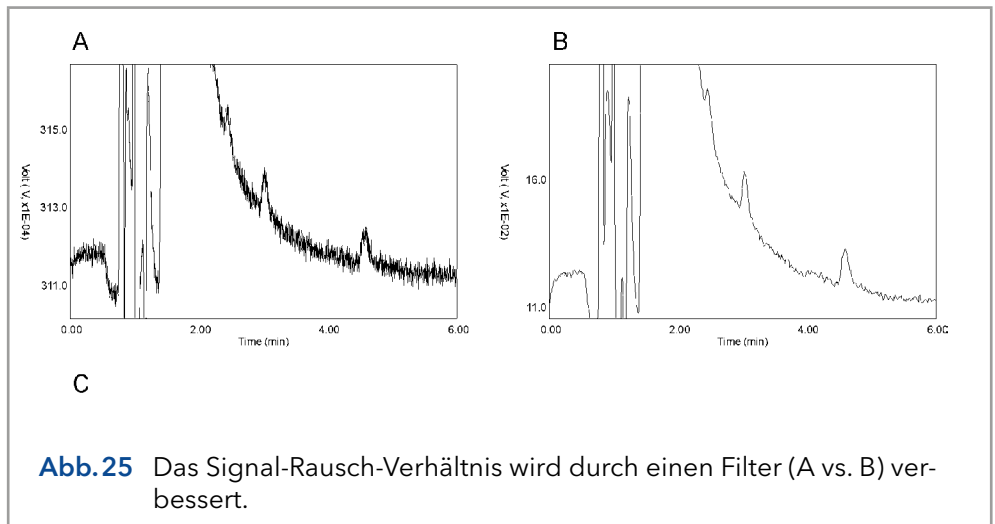 A
B
315.0
313.0
311.0
Volt ( V, x1E-04)
0.00 2.00 4.00 6.00
Time (min)
16.0
11.0
Volt ( V, x1E-02)
0.00 2.00 4.00 6.00
Time (min)
C
Abb. 25 Das Signal-Rausch-Verhältnis wird durch einen Filter (A vs. B) ver-
bessert.